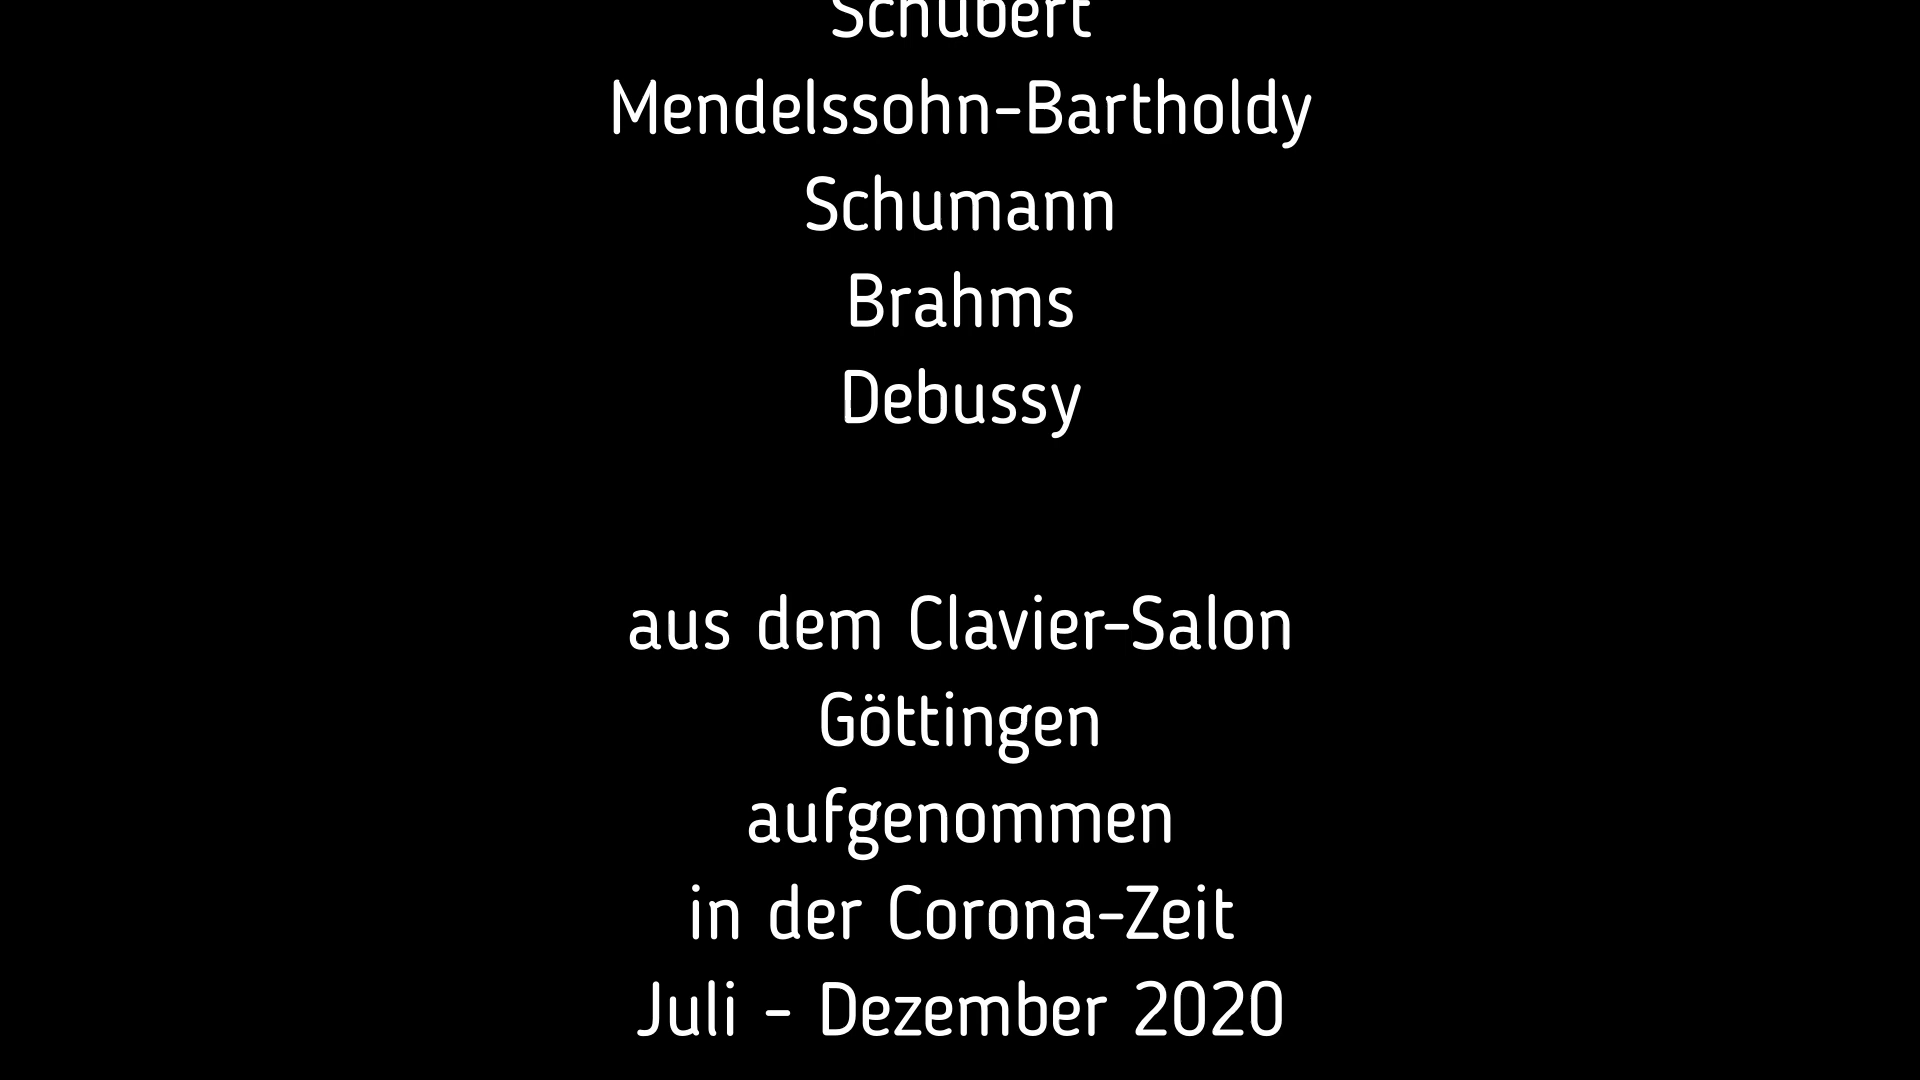 Schubert
Mendelssohn-Bartholdy
Schumann
Brahms
Debussy
aus dem Clavier-Salon
Göttingen
aufgenommen
in der Corona-Zeit
Juli - Dezember 2020